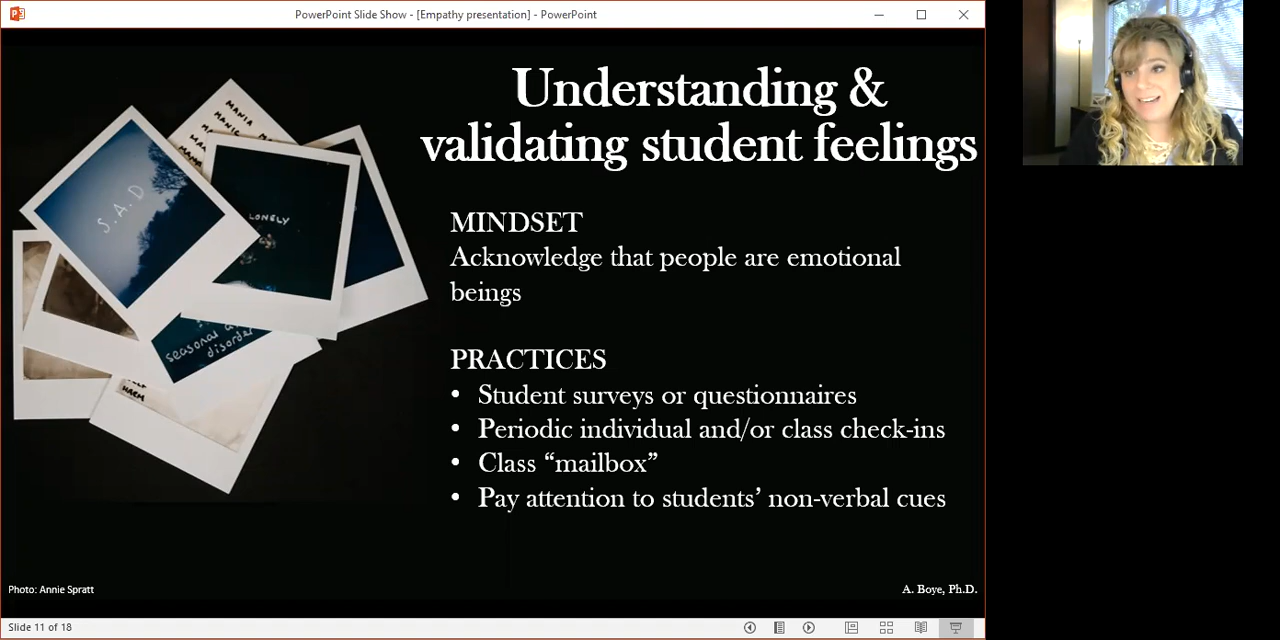 PowerPoint Slide Show - [Empathy presentation] - PowerPoint
Understanding &
validating student feelings
MINDSET
Acknowledge that people are emotional
beings
PRACTICES
• Student surveys or questionnaires
• Periodic individual and/or class check-ins
• Class “mailbox”
• Pay attention to students’ non-verbal cues
MANIA
S.A.D
LONELY
seasonal
disorder
HARM
Photo: Annie Spratt
A. Boye, Ph.D.
Slide 11 of 18